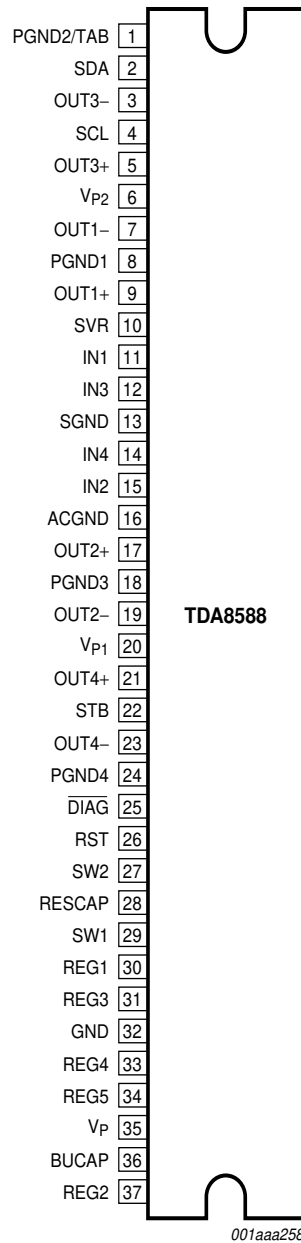 PGND2/TAB 1
SDA 2
OUT3− 3
SCL 4
OUT3+ 5
VP2 6
OUT1− 7
PGND1 8
OUT1+ 9
SVR 10
IN1 11
IN3 12
SGND 13
IN4 14
IN2 15
ACGND 16
OUT2+ 17
PGND3 18
OUT2− 19
TDA8588
VP1 20
OUT4+ 21
STB 22
OUT4− 23
PGND4 24
DIAG 25
RST 26
SW2 27
RESCAP 28
SW1 29
REG1 30
REG3 31
GND 32
REG4 33
REG5 34
VP 35
BUCAP 36
REG2 37
001aaa258